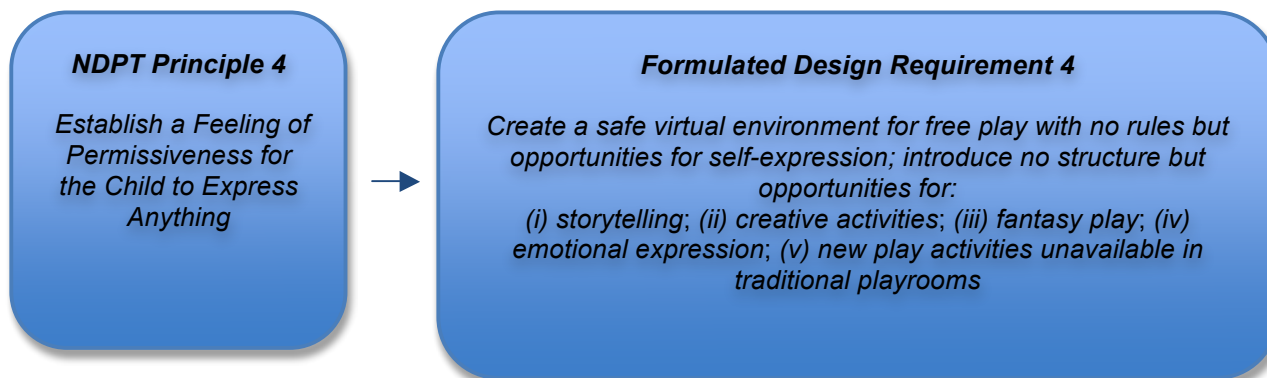 NDPT Principle 4
Establish a Feeling of
Permissiveness for
the Child to Express
Anything
Formulated Design Requirement 4
Create a safe virtual environment for free play with no rules but
opportunities for self-expression; introduce no structure but
opportunities for:
(i) storytelling; (ii) creative activities; (iii) fantasy play; (iv)
emotional expression; (v) new play activities unavailable in
traditional playrooms